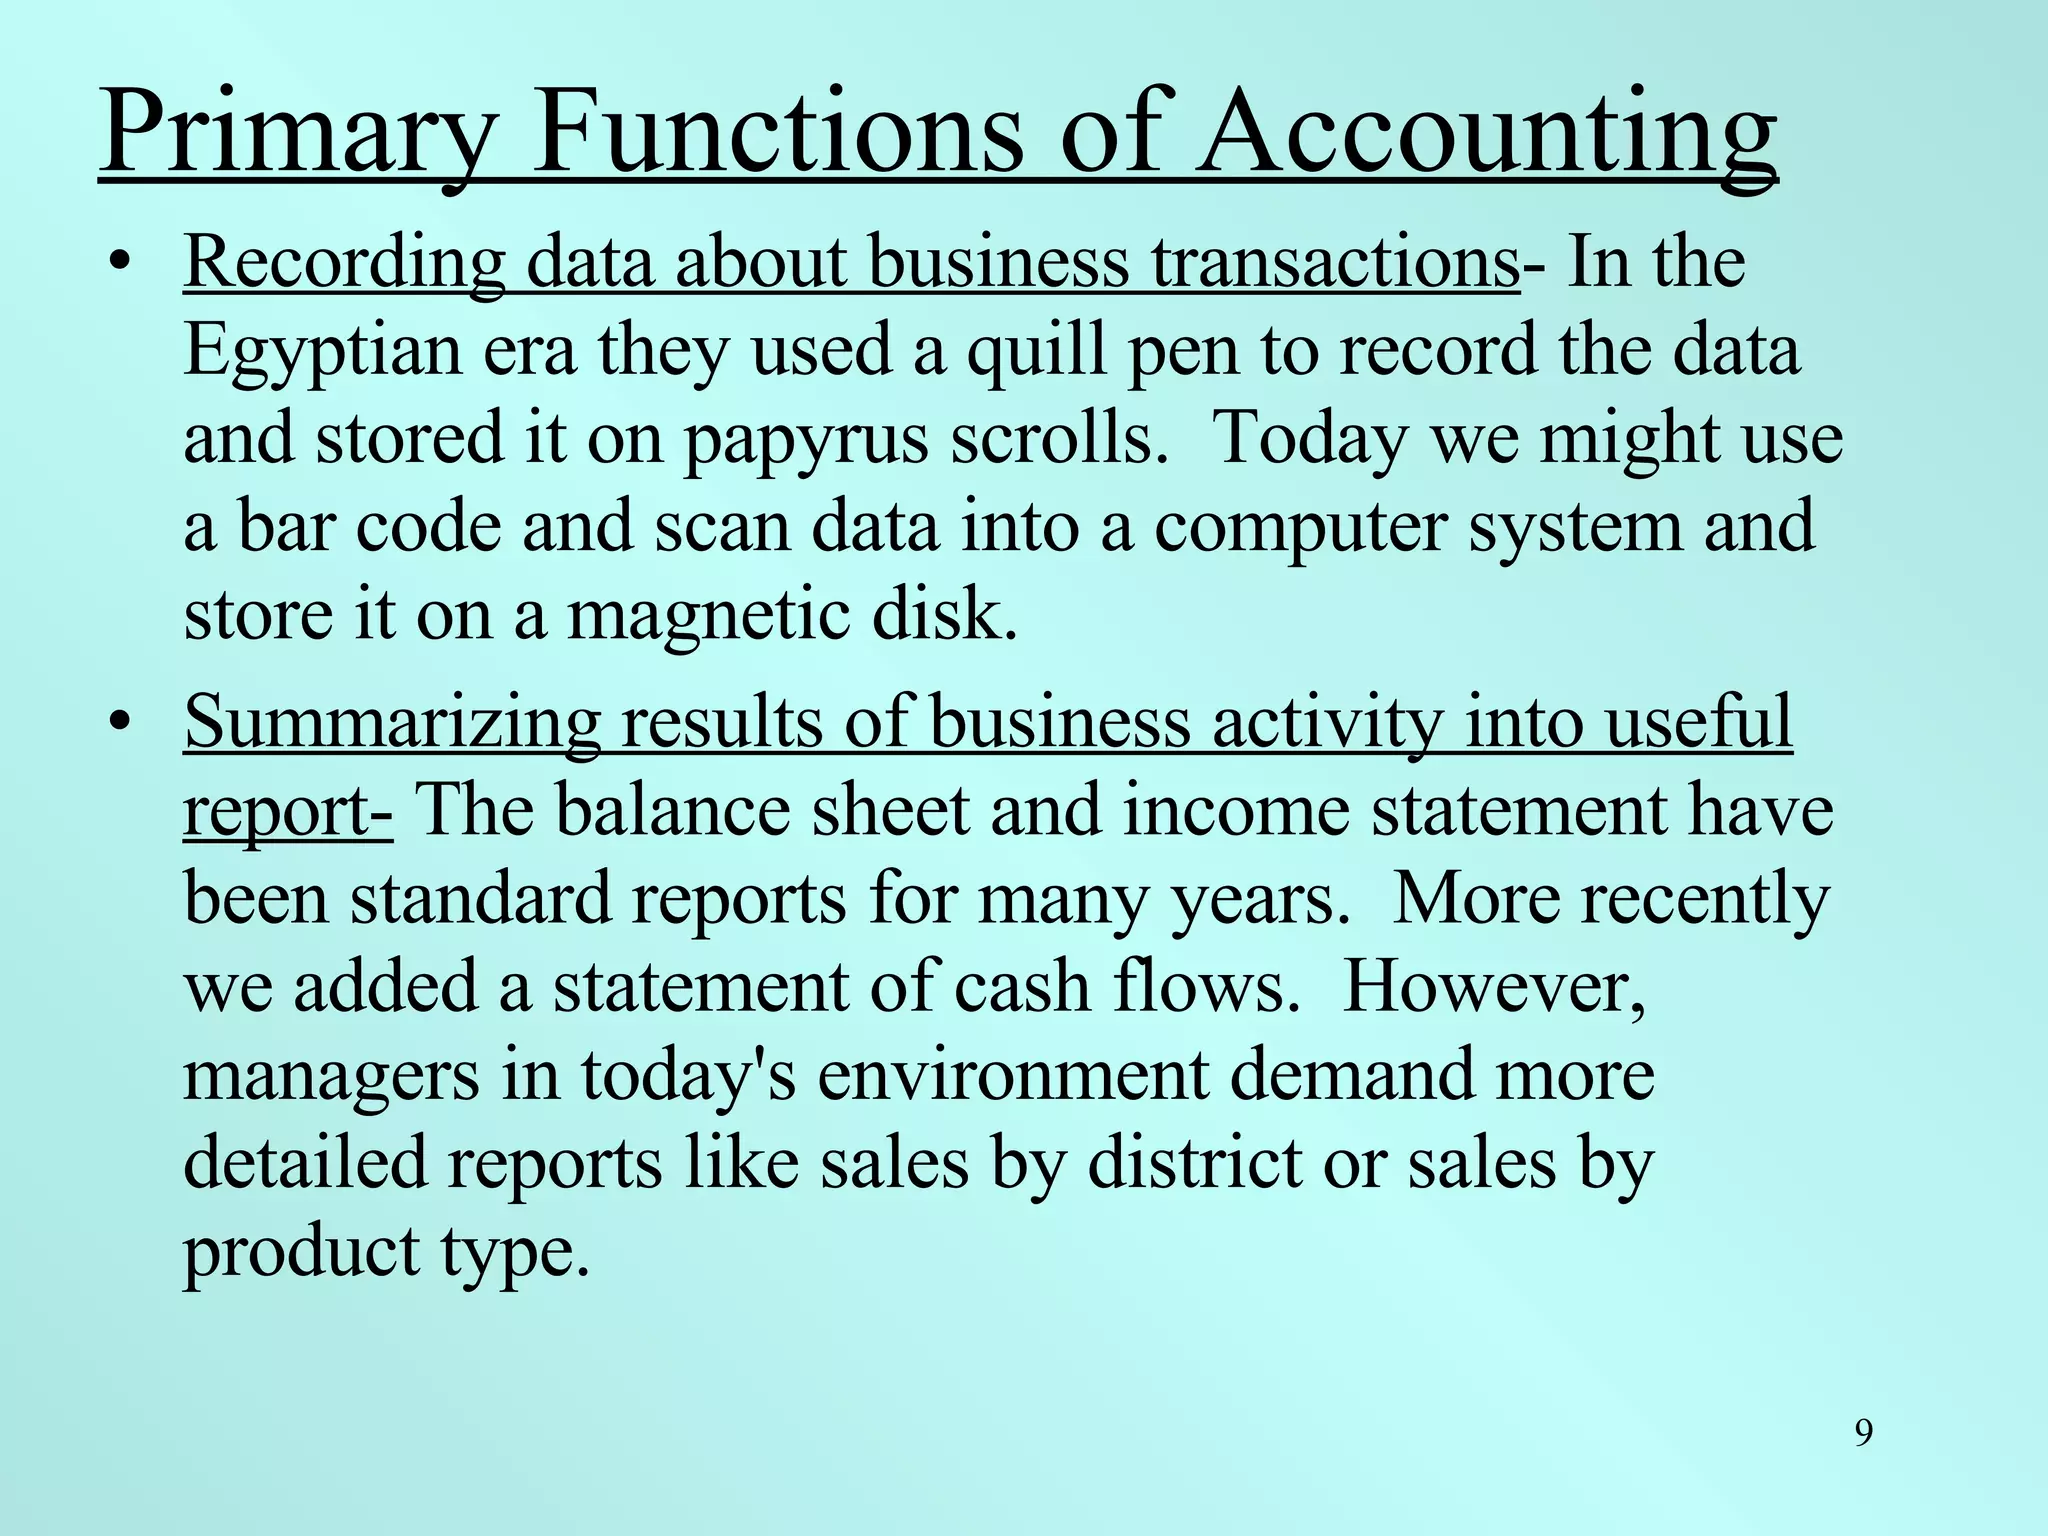 Primary Functions of Accounting
• Recording data about business transactions- In the
Egyptian era they used a quill pen to record the data
and stored it on papyrus scrolls.  Today we might use
a bar code and scan data into a computer system and
store it on a magnetic disk.
• Summarizing results of business activity into useful
report- The balance sheet and income statement have
been standard reports for many years.  More recently
we added a statement of cash flows.  However,
managers in today's environment demand more
detailed reports like sales by district or sales by
product type.
9